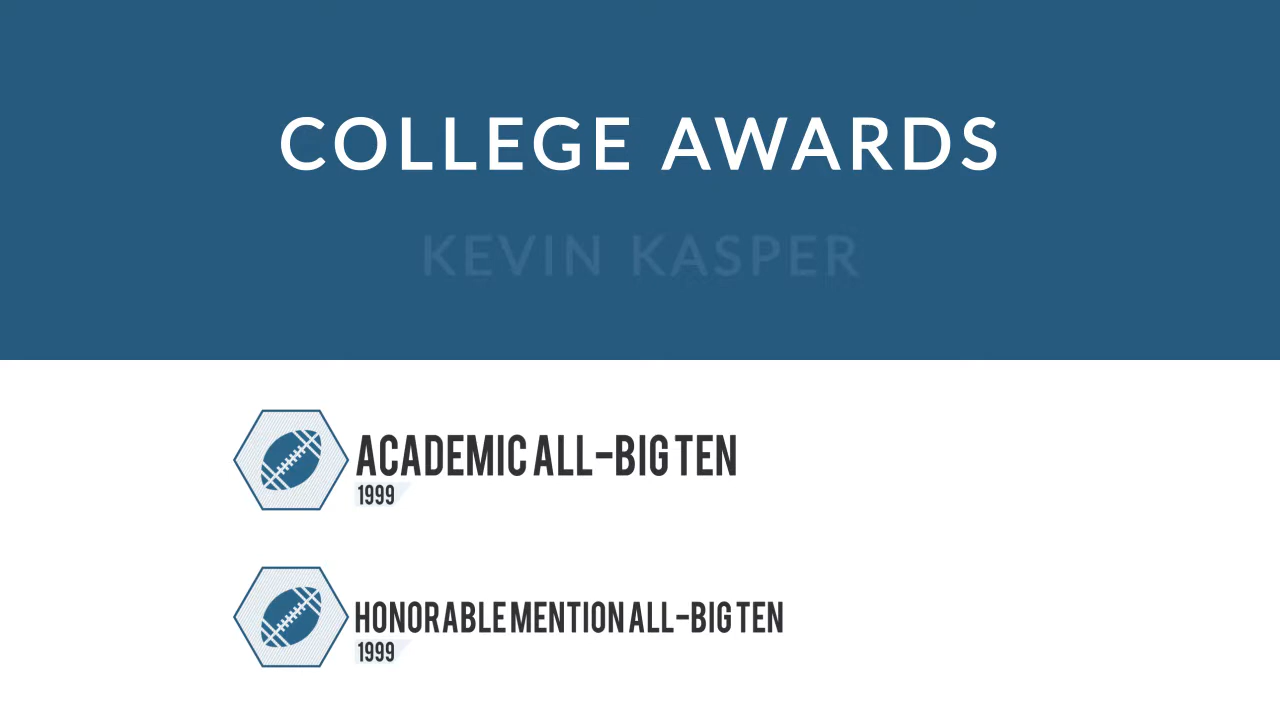 COLLEGE AWARDS
KEVIN KASPER
ACADEMIC ALL-BIG TEN
1999
HONORABLE MENTION ALL-BIG TEN
1999